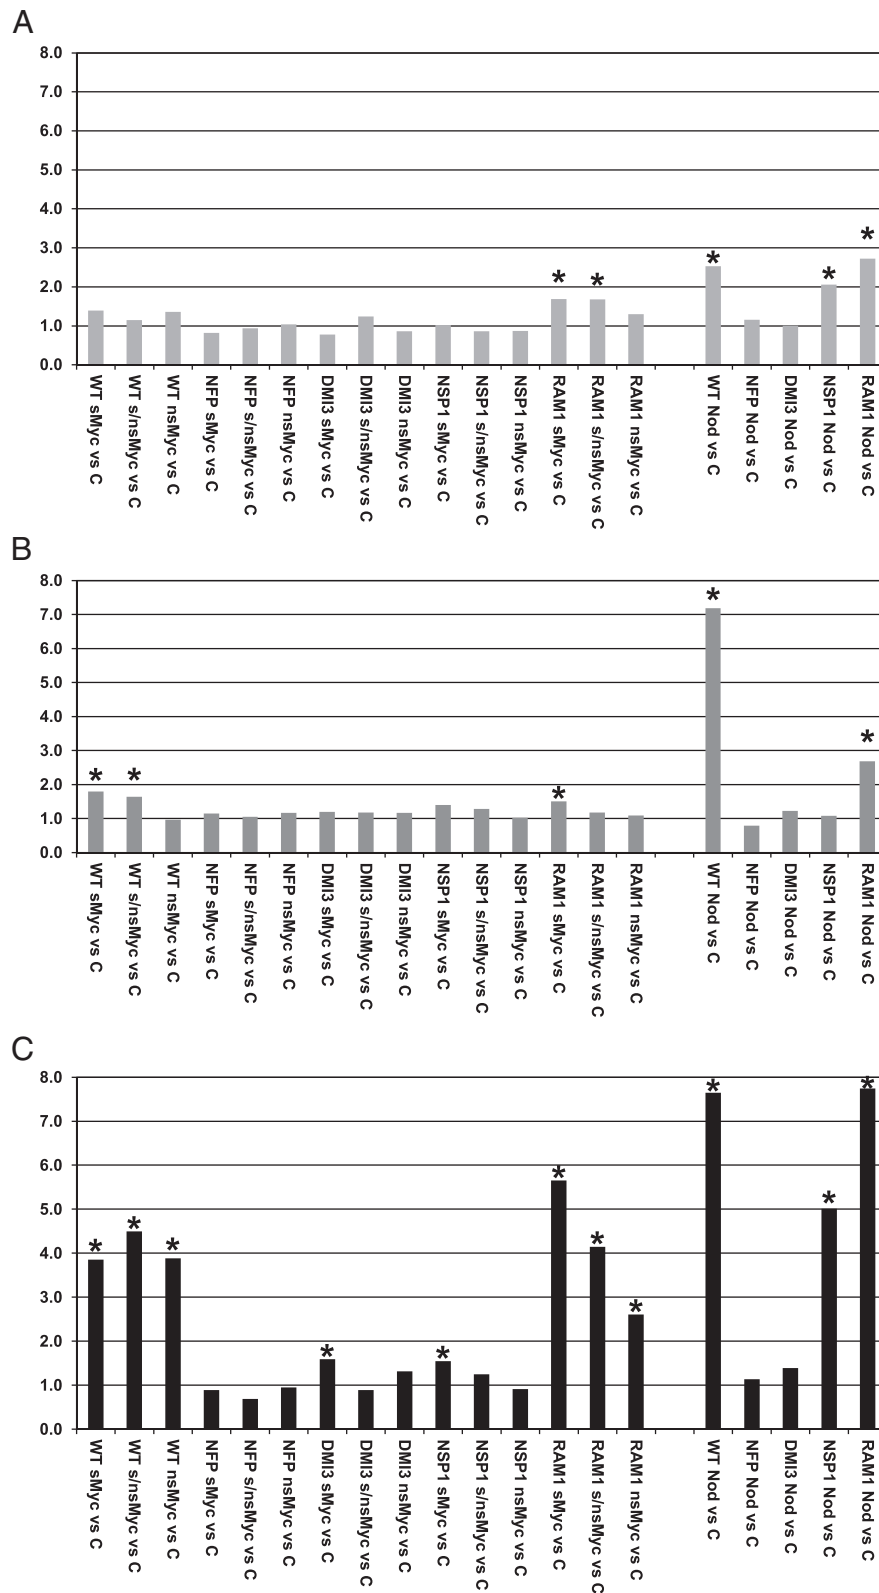 A
8.0
7.0
6.0
5.0
4.0
3.0
2.0
1.0
0.0
* * * * *
WT sMyc vs C
WT s/nsMyc vs C
WT nsMyc vs C
NFP sMyc vs C
NFP s/nsMyc vs C
NFP nsMyc vs C
DMI3 sMyc vs C
DMI3 s/nsMyc vs C
DMI3 nsMyc vs C
NSP1 sMyc vs C
NSP1 s/nsMyc vs C
NSP1 nsMyc vs C
RAM1 sMyc vs C
RAM1 s/nsMyc vs C
RAM1 nsMyc vs C
WT Nod vs C
NFP Nod vs C
DMI3 Nod vs C
NSP1 Nod vs C
RAM1 Nod vs C
B
8.0
7.0
6.0
5.0
4.0
3.0
2.0
1.0
0.0
* * * * *
WT sMyc vs C
WT s/nsMyc vs C
WT nsMyc vs C
NFP sMyc vs C
NFP s/nsMyc vs C
NFP nsMyc vs C
DMI3 sMyc vs C
DMI3 s/nsMyc vs C
DMI3 nsMyc vs C
NSP1 sMyc vs C
NSP1 s/nsMyc vs C
NSP1 nsMyc vs C
RAM1 sMyc vs C
RAM1 s/nsMyc vs C
RAM1 nsMyc vs C
WT Nod vs C
NFP Nod vs C
DMI3 Nod vs C
NSP1 Nod vs C
RAM1 Nod vs C
C
8.0
7.0
6.0
5.0
4.0
3.0
2.0
1.0
0.0
* * * * * * * * * * *
WT sMyc vs C
WT s/nsMyc vs C
WT nsMyc vs C
NFP sMyc vs C
NFP s/nsMyc vs C
NFP nsMyc vs C
DMI3 sMyc vs C
DMI3 s/nsMyc vs C
DMI3 nsMyc vs C
NSP1 sMyc vs C
NSP1 s/nsMyc vs C
NSP1 nsMyc vs C
RAM1 sMyc vs C
RAM1 s/nsMyc vs C
RAM1 nsMyc vs C
WT Nod vs C
NFP Nod vs C
DMI3 Nod vs C
NSP1 Nod vs C
RAM1 Nod vs C